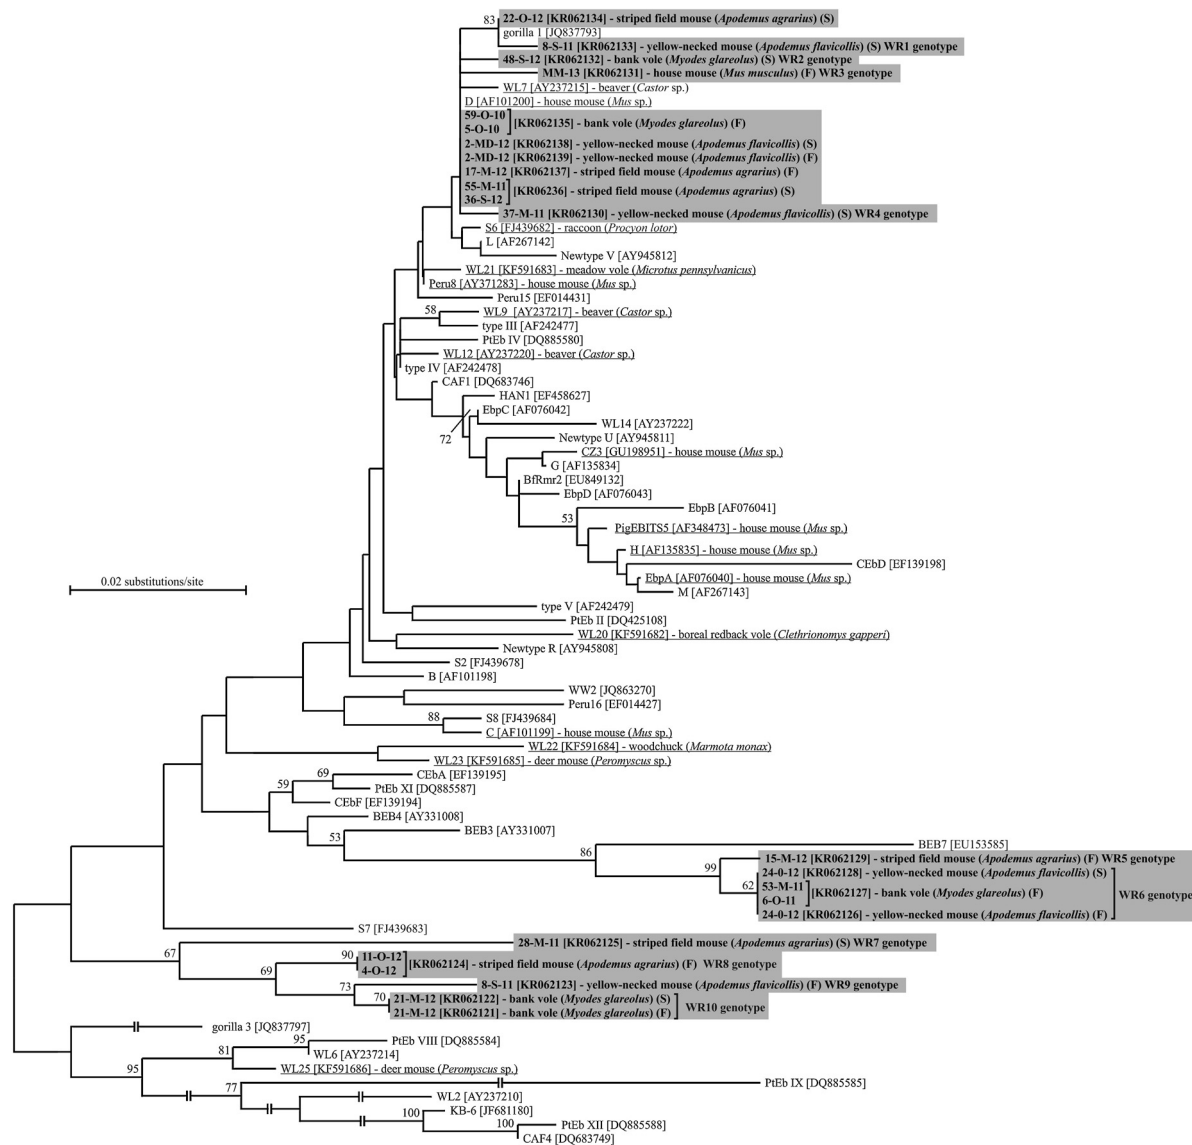 83
22-O-12 [KR062134] - striped field mouse (Apodemus agrarius) (S)
gorilla 1 [JQ837793]
8-S-11 [KR062133] - yellow-necked mouse (Apodemus flavicollis) (S) WR1 genotype
48-S-12 [KR062132] - bank vole (Myodes glareolus) (S) WR2 genotype
MM-13 [KR062131] - house mouse (Mus musculus) (F) WR3 genotype
WL7 [AY237215] - beaver (Castor sp.)
D [AF101200] - house mouse (Mus sp.)
59-O-10
5-O-10
[KR062135] - bank vole (Myodes glareolus) (F)
2-MD-12 [KR062138] - yellow-necked mouse (Apodemus flavicollis) (S)
2-MD-12 [KR062139] - yellow-necked mouse (Apodemus flavicollis) (F)
17-M-12 [KR062137] - striped field mouse (Apodemus agrarius) (F)
55-M-11
36-S-12
[KR06236] - striped field mouse (Apodemus agrarius) (S)
37-M-11 [KR062130] - yellow-necked mouse (Apodemus flavicollis) (S) WR4 genotype
S6 [FJ439682] - raccoon (Procyon lotor)
L [AF267142]
Newtype V [AY945812]
WL21 [KF591683] - meadow vole (Microtus pennsylvanicus)
Peru8 [AY371283] - house mouse (Mus sp.)
Peru15 [EF014431]
58
WL9 [AY237217] - beaver (Castor sp.)
type III [AF242477]
PtEb IV [DQ885580]
WL12 [AY237220] - beaver (Castor sp.)
type IV [AF242478]
CAF1 [DQ683746]
HAN1 [EF458627]
EbpC [AF076042]
WL14 [AY237222]
72
Newtype U [AY945811]
CZ3 [GU198951] - house mouse (Mus sp.)
G [AF135834]
BfRmr2 [EU849132]
EbpD [AF076043]
EbpB [AF076041]
53
PigEBITS5 [AF348473] - house mouse (Mus sp.)
H [AF135835] - house mouse (Mus sp.)
CEbD [EF139198]
EbpA [AF076040] - house mouse (Mus sp.)
M [AF267143]
0.02 substitutions/site
type V [AF242479]
PtEb II [DQ425108]
WL20 [KF591682] - boreal redback vole (Clethrionomys gapperi)
Newtype R [AY945808]
S2 [FJ439678]
B [AF101198]
WW2 [JQ863270]
Peru16 [EF014427]
88
S8 [FJ439684]
C [AF101199] - house mouse (Mus sp.)
WL22 [KF591684] - woodchuck (Marmota monax)
WL23 [KF591685] - deer mouse (Peromyscus sp.)
69
CEbA [EF139195]
59
PtEb XI [DQ885587]
CEbF [EF139194]
BEB4 [AY331008]
BEB3 [AY331007]
53
BEB7 [EU153585]
86
15-M-12 [KR062129] - striped field mouse (Apodemus agrarius) (F) WR5 genotype
99
24-0-12 [KR062128] - yellow-necked mouse (Apodemus flavicollis) (S)
62
53-M-11
6-O-11
[KR062127] - bank vole (Myodes glareolus) (F)
WR6 genotype
24-0-12 [KR062126] - yellow-necked mouse (Apodemus flavicollis) (F)
S7 [FJ439683]
28-M-11 [KR062125] - striped field mouse (Apodemus agrarius) (S) WR7 genotype
67
90
11-O-12
4-O-12
[KR062124] - striped field mouse (Apodemus agrarius) (F) WR8 genotype
69
73
8-S-11 [KR062123] - yellow-necked mouse (Apodemus flavicollis) (F) WR9 genotype
70
21-M-12 [KR062122] - bank vole (Myodes glareolus) (S)
21-M-12 [KR062121] - bank vole (Myodes glareolus) (F)
WR10 genotype
gorilla 3 [JQ837797]
95
PtEb VIII [DQ885584]
81
WL6 [AY237214]
95
WL25 [KF591686] - deer mouse (Peromyscus sp.)
77
PtEb IX [DQ885585]
WL2 [AY237210]
100
KB-6 [JF681180]
100
PtEb XII [DQ885588]
CAF4 [DQ683749]